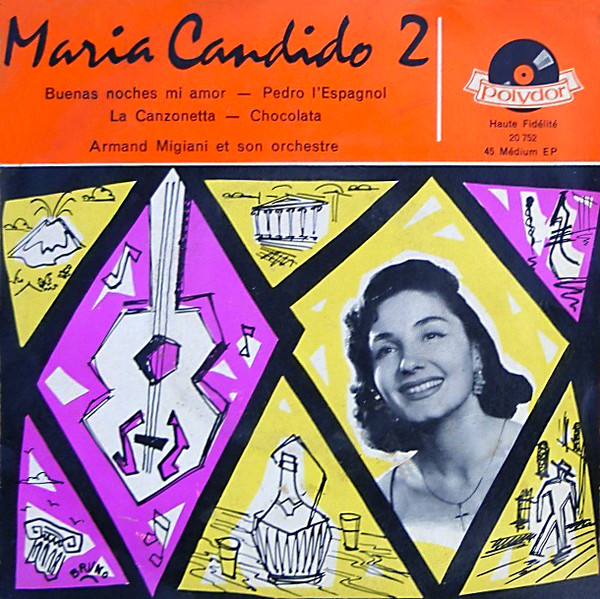 Maria Candido 2
Buenas noches mi amor — Pedro l'Espagnol
La Canzonetta — Chocolata
Armand Migiani et son orchestre
polydor
Haute Fidélité
20 752
45 Médium EP
BRUNO